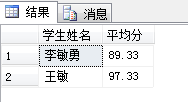 结果 消息
学生姓名 平均分
1 李敏勇 89.33
2 王敏 97.33